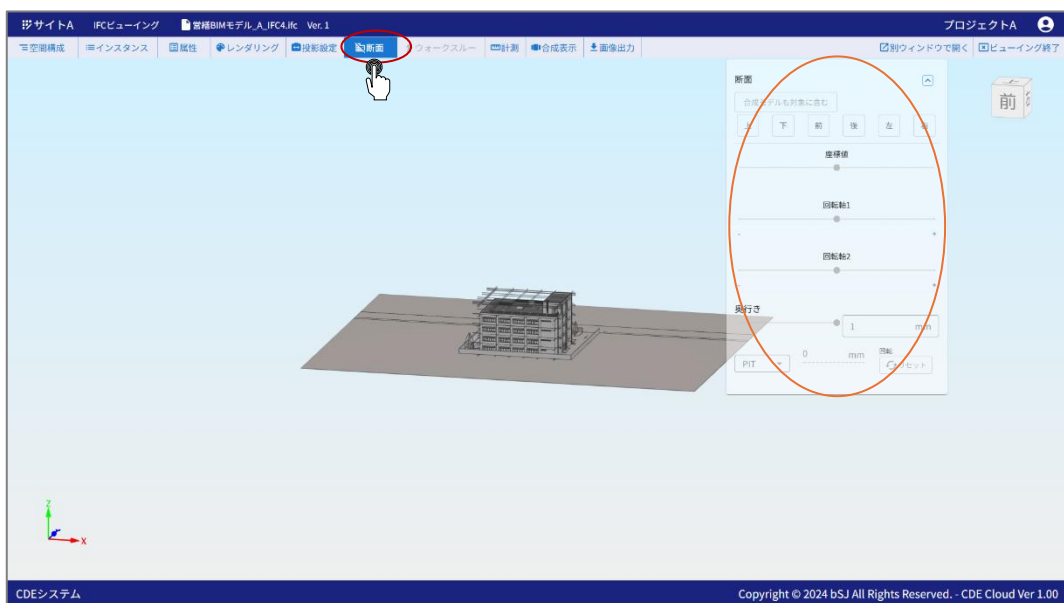 サイトA IFCビューイング 営繕BIMモデル_A_IFC4.ifc Ver. 1 プロジェクトA
空間構成 インスタンス 属性 レンダリング 投影設定 断面 ウォークスルー 計測 合成表示 画像出力 別ウィンドウで開く ビューイング終了
断面
合成モデルも対象に含む
上 下 前 後 左 右
前
座標値
回転軸1
- +
回転軸2
- +
奥行き
1 mm
PIT 0 mm 回転 リセット
Z
Y
X
CDEシステム Copyright © 2024 bSJ All Rights Reserved. - CDE Cloud Ver 1.00